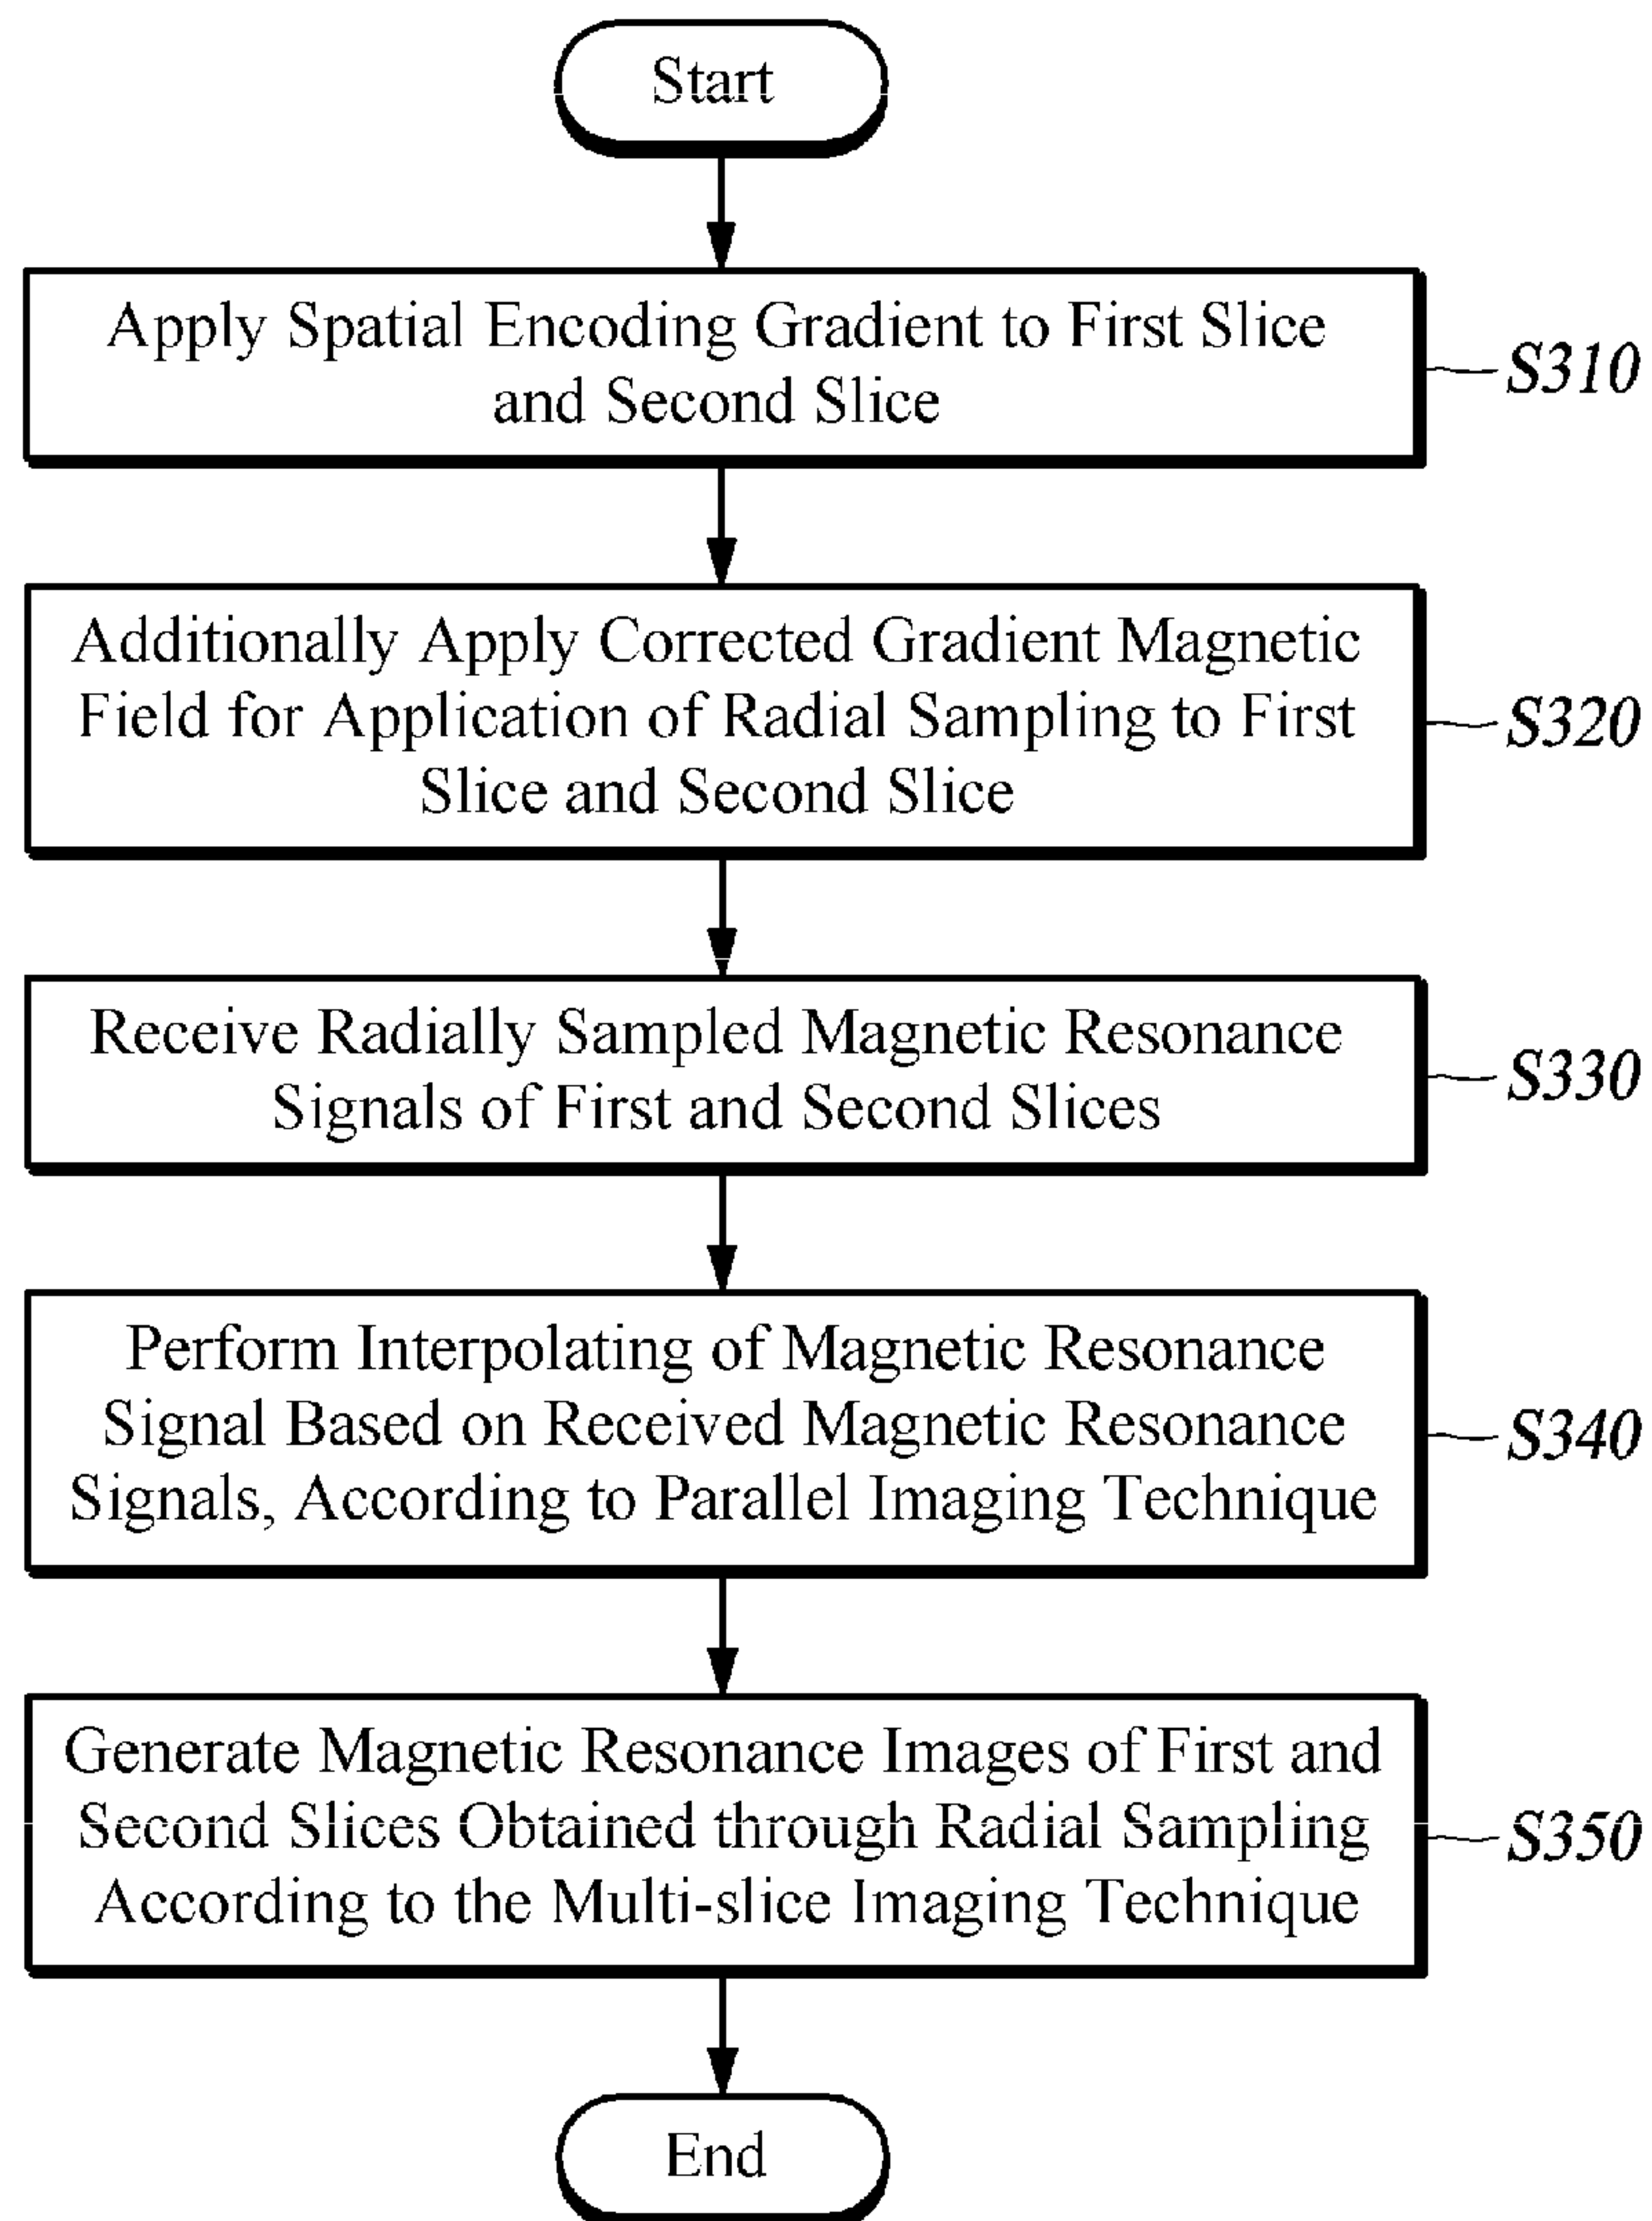 Start
Apply Spatial Encoding Gradient to First Slice
and Second Slice
S310
Additionally Apply Corrected Gradient Magnetic
Field for Application of Radial Sampling to First
Slice and Second Slice
S320
Receive Radially Sampled Magnetic Resonance
Signals of First and Second Slices
S330
Perform Interpolating of Magnetic Resonance
Signal Based on Received Magnetic Resonance
Signals, According to Parallel Imaging Technique
S340
Generate Magnetic Resonance Images of First and
Second Slices Obtained through Radial Sampling
According to the Multi-slice Imaging Technique
S350
End